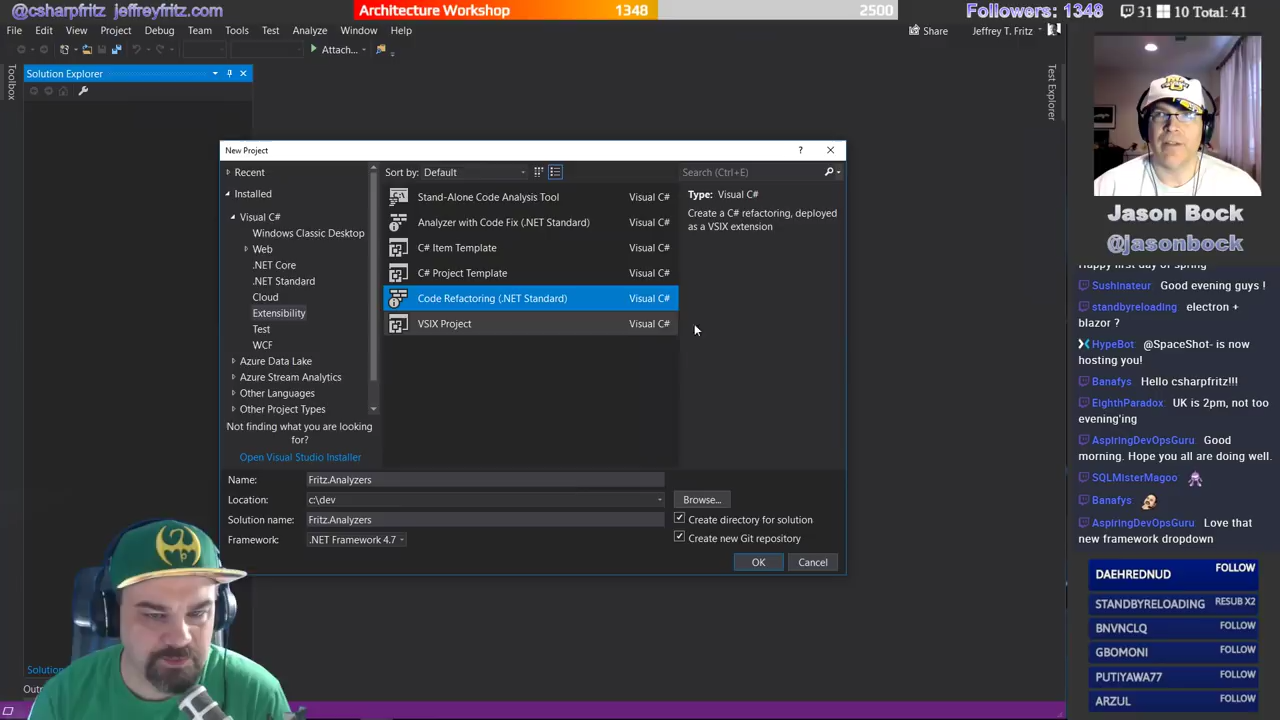 @csharpfritz jeffreyfritz.com
Architecture Workshop 1348 2500
Followers: 1348 31 10 Total: 41
File Edit View Project Debug Team Tools Test Analyze Window Help
Share Jeffrey T. Fritz
Attach...
Toolbox
Solution Explorer
Test Explorer
New Project
Recent
Installed
Visual C#
Windows Classic Desktop
Web
.NET Core
.NET Standard
Cloud
Extensibility
Test
WCF
Azure Data Lake
Azure Stream Analytics
Other Languages
Other Project Types
Not finding what you are looking for?
Open Visual Studio Installer
Sort by: Default
Search (Ctrl+E)
Stand-Alone Code Analysis Tool Visual C#
Analyzer with Code Fix (.NET Standard) Visual C#
C# Item Template Visual C#
C# Project Template Visual C#
Code Refactoring (.NET Standard) Visual C#
VSIX Project Visual C#
Type: Visual C#
Create a C# refactoring, deployed
as a VSIX extension
Name: Fritz.Analyzers
Location: c:\dev Browse...
Solution name: Fritz.Analyzers Create directory for solution
Framework: .NET Framework 4.7 Create new Git repository
OK Cancel
Solution
Out
Jason Bock
@jasonbock
Happy first day of spring
Sushinateur Good evening guys !
standbyreloading electron +
blazor ?
HypeBot @SpaceShot- is now
hosting you!
Banafys Hello csharpfritz!!!
EighthParadox UK is 2pm, not too
evening'ing
AspiringDevOpsGuru Good
morning. Hope you all are doing well.
SQLMisterMagoo
Banafys
AspiringDevOpsGuru Love that
new framework dropdown
DAEHREDNUD FOLLOW
STANDBYRELOADING RESUB X2
BNVNCLQ FOLLOW
GBOMONI FOLLOW
PUTIYAWA77 FOLLOW
ARZUL FOLLOW